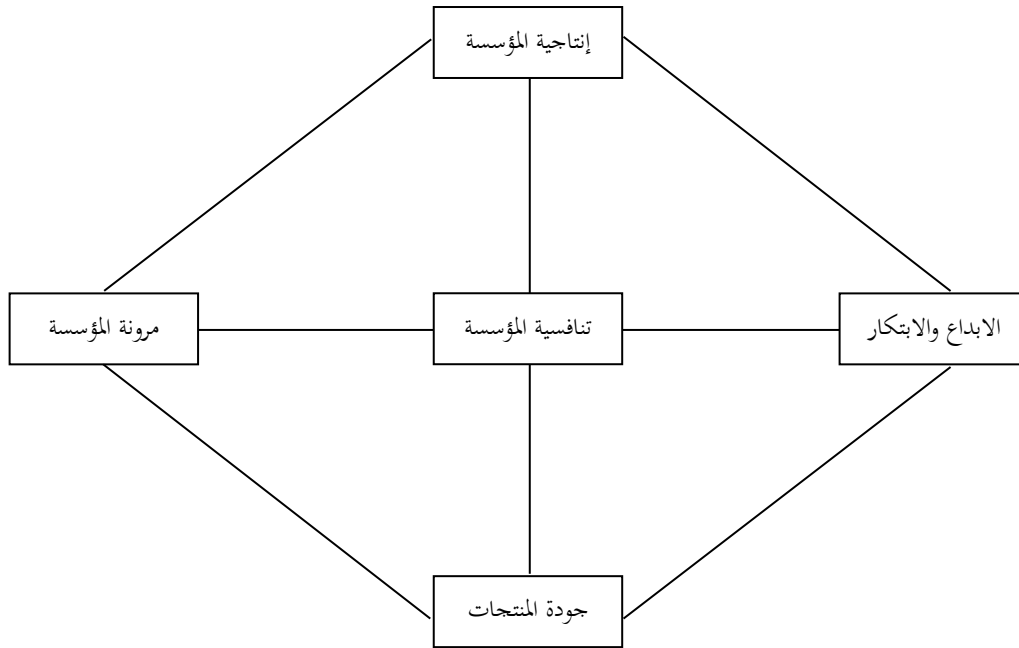 إنتاجية المؤسسة
الابداع والابتكار
تنافسية المؤسسة
مرونة المؤسسة
جودة المنتجات